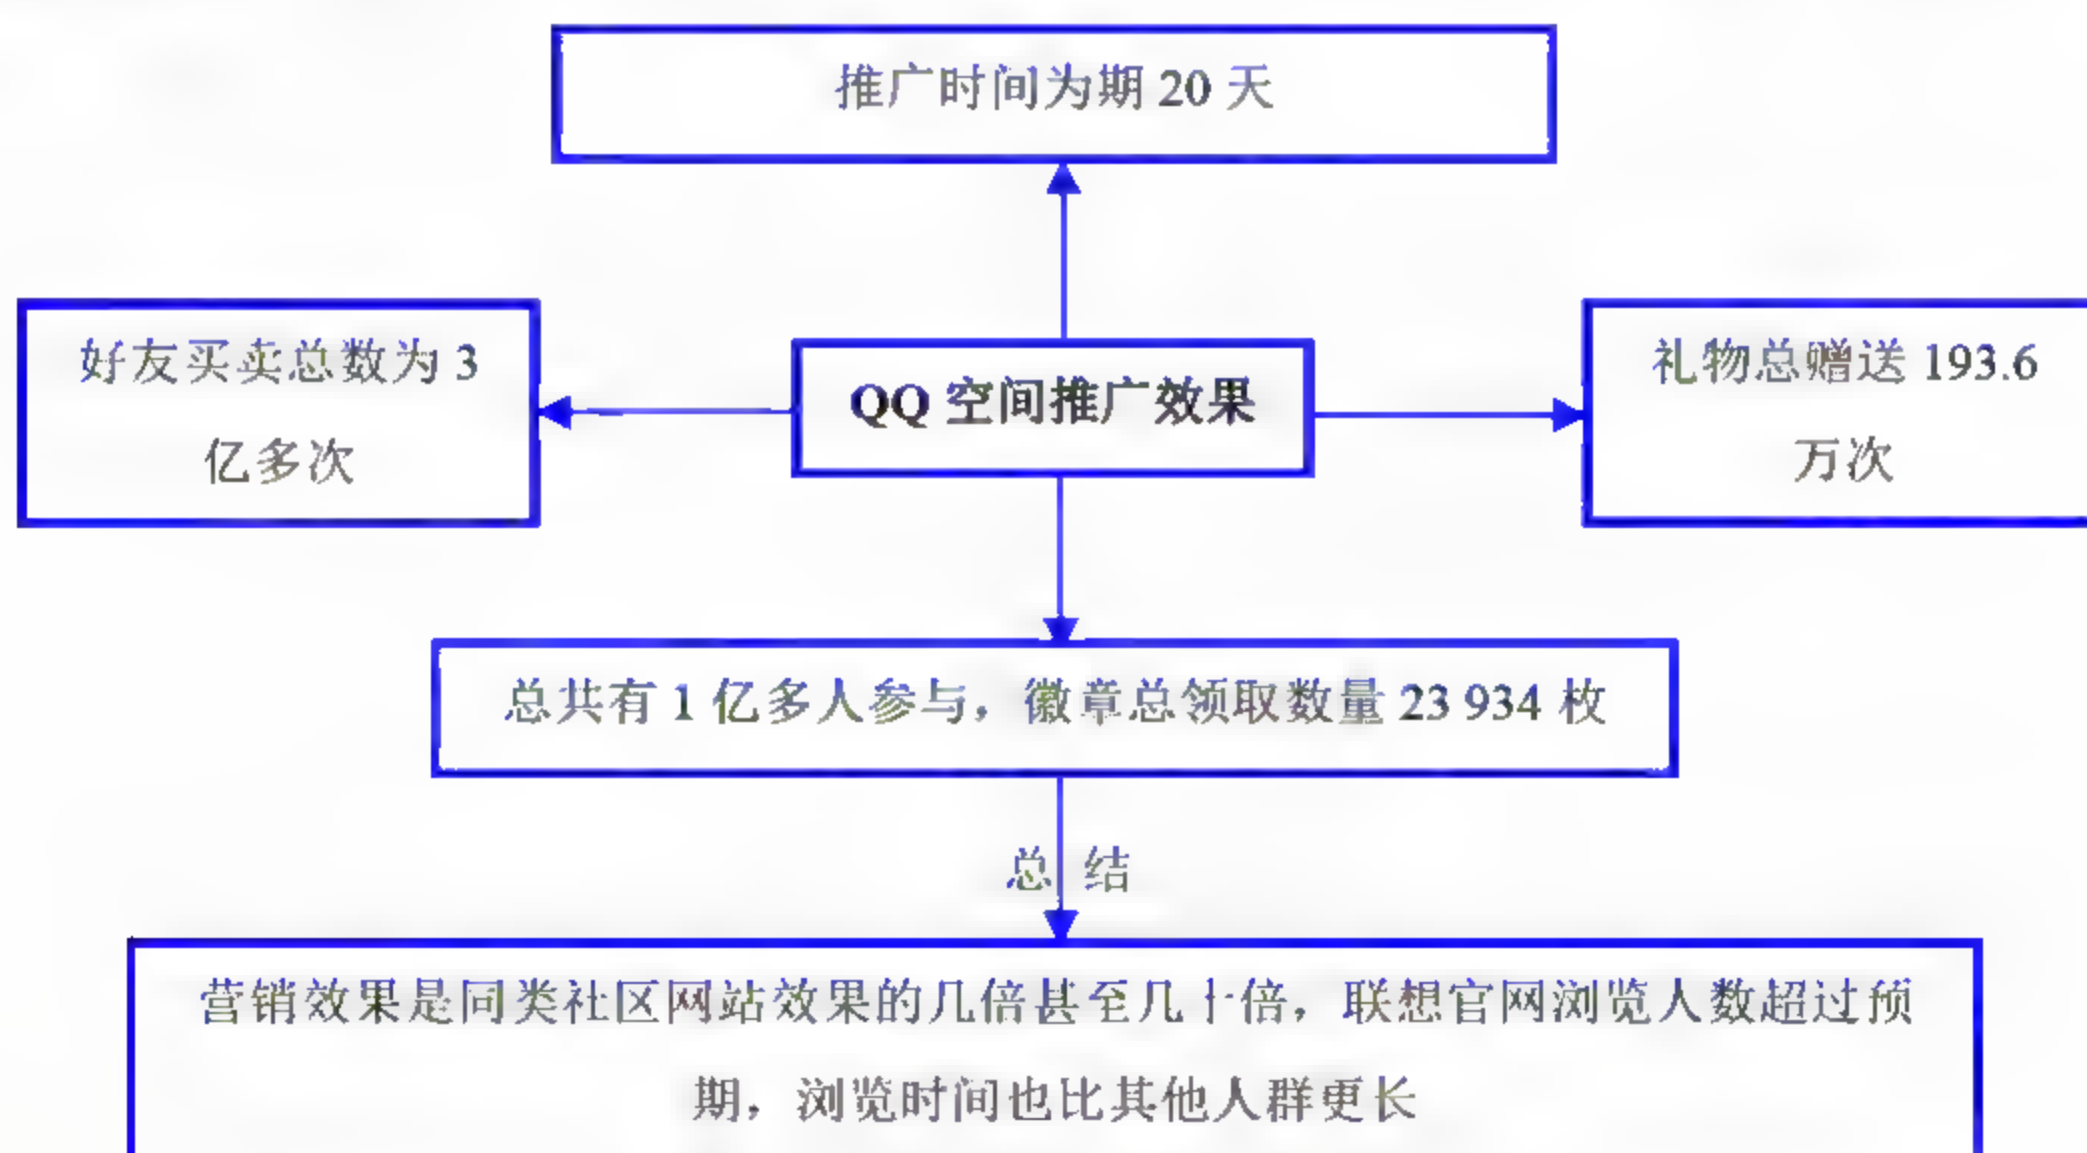 推广时间为期 20 天
好友买卖总数为 3
亿多次
QQ 空间推广效果
礼物总赠送 193.6
万次
总共有 1 亿多人参与，徽章总领取数量 23 934 枚
总 结
营销效果是同类社区网站效果的几倍甚至几十倍，联想官网浏览人数超过预
期，浏览时间也比其他人群更长